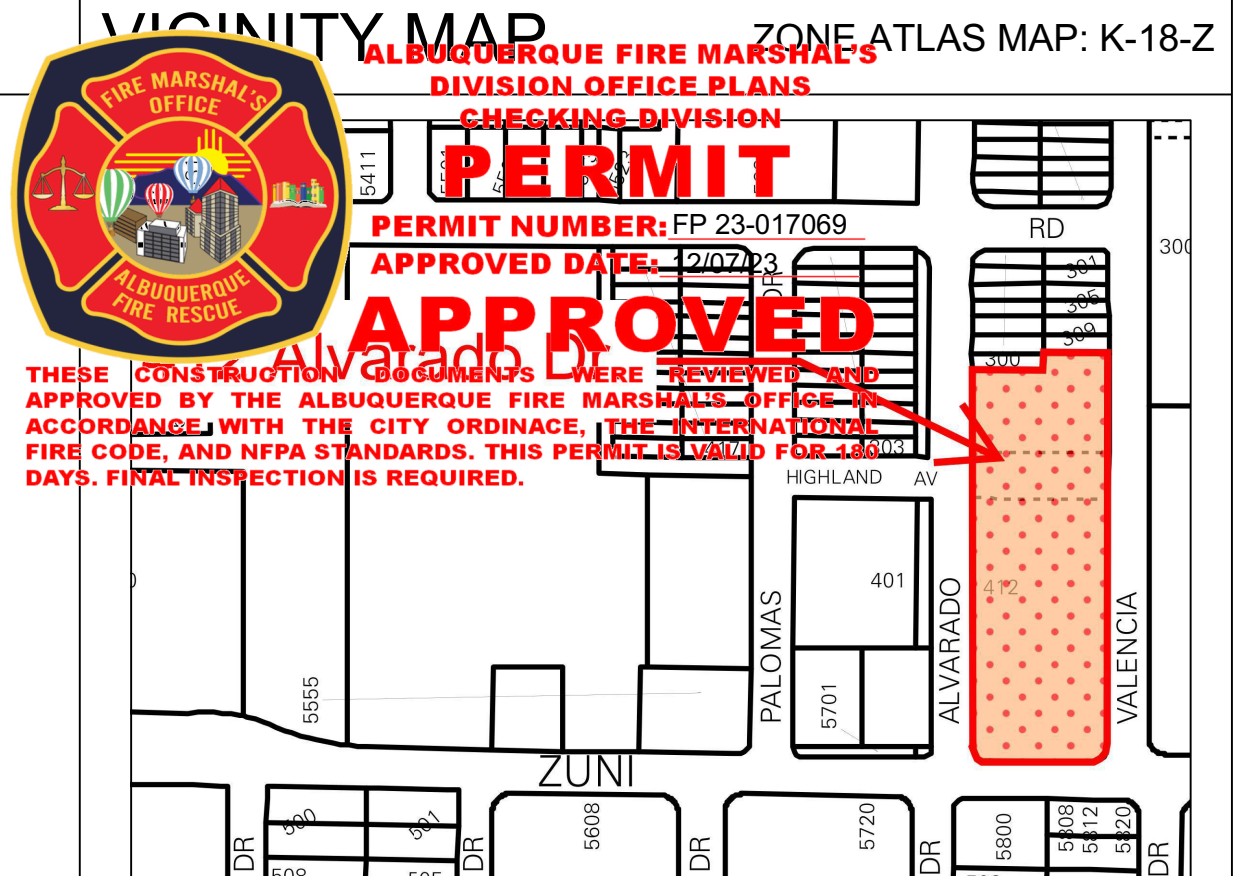 VICINITY MAP
ZONE ATLAS MAP: K-18-Z
FIRE MARSHAL'S
OFFICE
ALBUQUERQUE
FIRE RESCUE
ALBUQUERQUE FIRE MARSHAL'S
DIVISION OFFICE PLANS
CHECKING DIVISION
PERMIT
PERMIT NUMBER: FP 23-017069
APPROVED DATE: 12/07/23
APPROVED
Alvarado Dr
THESE CONSTRUCTION DOCUMENTS WERE REVIEWED AND
APPROVED BY THE ALBUQUERQUE FIRE MARSHAL'S OFFICE IN
ACCORDANCE WITH THE CITY ORDINACE, THE INTERNATIONAL
FIRE CODE, AND NFPA STANDARDS. THIS PERMIT IS VALID FOR 180
DAYS. FINAL INSPECTION IS REQUIRED.
5411
DR
RD
300
301
305
309
300
417
303
HIGHLAND AV
401
412
PALOMAS
ALVARADO
VALENCIA
5555
5701
ZUNI
500
501
5608
5720
5800
5808
5812
5820
DR
DR
DR
DR
DR